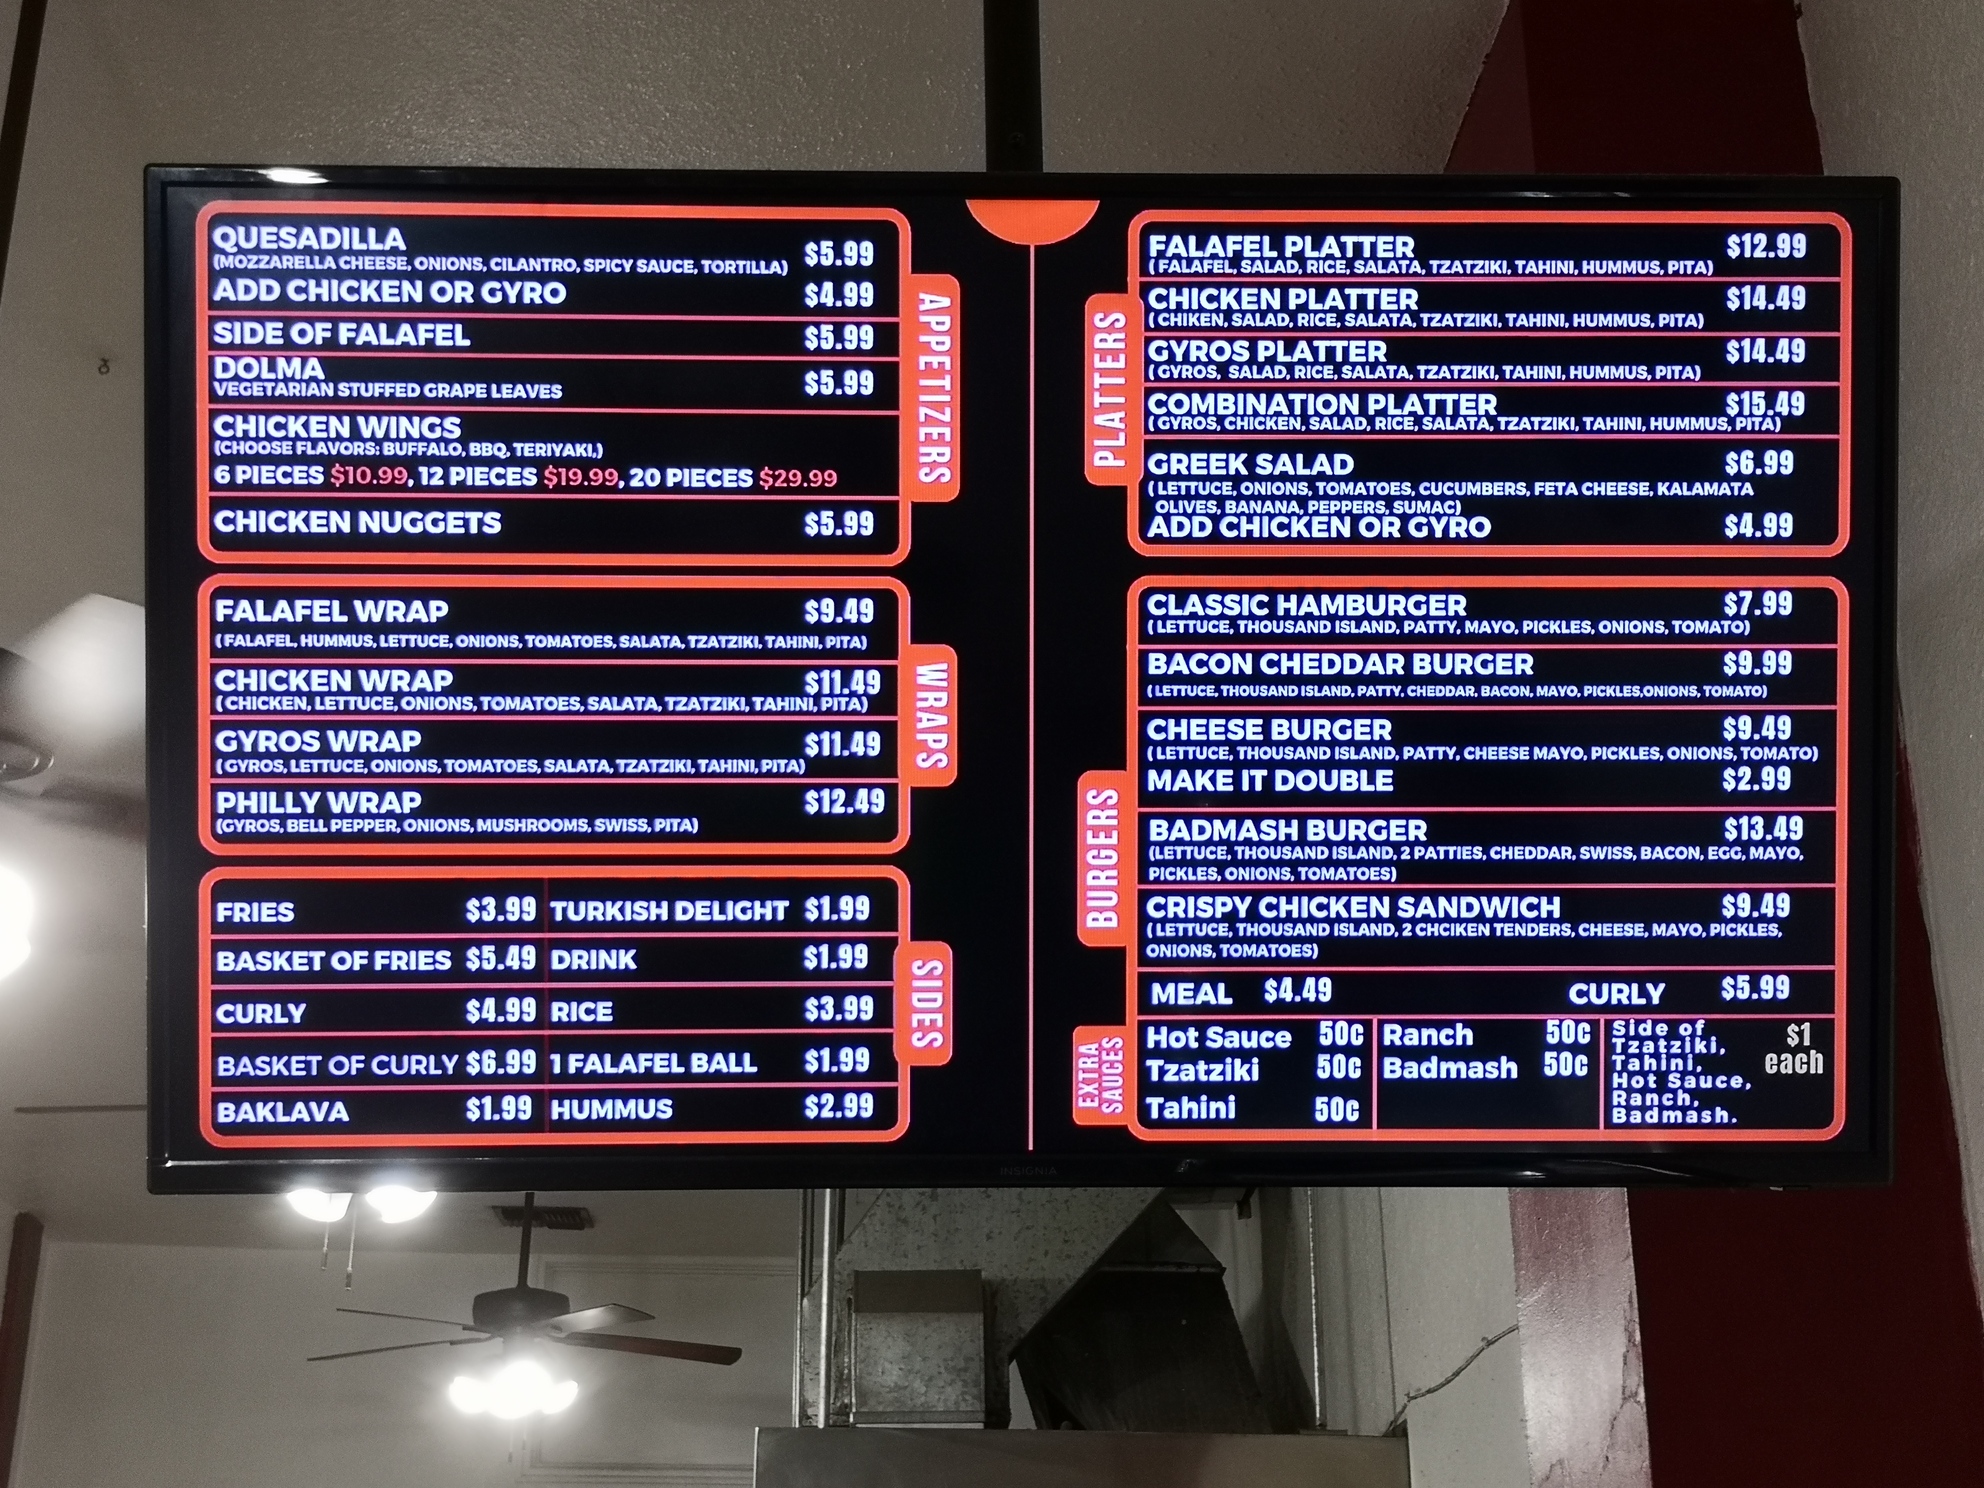 QUESADILLA $5.99
(MOZZARELLA CHEESE, ONIONS, CILANTRO, SPICY SAUCE, TORTILLA)
ADD CHICKEN OR GYRO $4.99
SIDE OF FALAFEL $5.99
DOLMA $5.99
VEGETARIAN STUFFED GRAPE LEAVES
CHICKEN WINGS
(CHOOSE FLAVORS: BUFFALO, BBQ, TERIYAKI,)
6 PIECES $10.99, 12 PIECES $19.99, 20 PIECES $29.99
CHICKEN NUGGETS $5.99
APPETIZERS
FALAFEL WRAP $9.49
( FALAFEL, HUMMUS, LETTUCE, ONIONS, TOMATOES, SALATA, TZATZIKI, TAHINI, PITA)
CHICKEN WRAP $11.49
( CHICKEN, LETTUCE, ONIONS, TOMATOES, SALATA, TZATZIKI, TAHINI, PITA)
GYROS WRAP $11.49
( GYROS, LETTUCE, ONIONS, TOMATOES, SALATA, TZATZIKI, TAHINI, PITA)
PHILLY WRAP $12.49
(GYROS, BELL PEPPER, ONIONS, MUSHROOMS, SWISS, PITA)
WRAPS
FRIES $3.99 TURKISH DELIGHT $1.99
BASKET OF FRIES $5.49 DRINK $1.99
CURLY $4.99 RICE $3.99
BASKET OF CURLY $6.99 1 FALAFEL BALL $1.99
BAKLAVA $1.99 HUMMUS $2.99
SIDES
PLATTERS
FALAFEL PLATTER $12.99
( FALAFEL, SALAD, RICE, SALATA, TZATZIKI, TAHINI, HUMMUS, PITA)
CHICKEN PLATTER $14.49
( CHIKEN, SALAD, RICE, SALATA, TZATZIKI, TAHINI, HUMMUS, PITA)
GYROS PLATTER $14.49
( GYROS, SALAD, RICE, SALATA, TZATZIKI, TAHINI, HUMMUS, PITA)
COMBINATION PLATTER $15.49
( GYROS, CHICKEN, SALAD, RICE, SALATA, TZATZIKI, TAHINI, HUMMUS, PITA)
GREEK SALAD $6.99
( LETTUCE, ONIONS, TOMATOES, CUCUMBERS, FETA CHEESE, KALAMATA
OLIVES, BANANA, PEPPERS, SUMAC)
ADD CHICKEN OR GYRO $4.99
BURGERS
CLASSIC HAMBURGER $7.99
( LETTUCE, THOUSAND ISLAND, PATTY, MAYO, PICKLES, ONIONS, TOMATO)
BACON CHEDDAR BURGER $9.99
( LETTUCE, THOUSAND ISLAND, PATTY, CHEDDAR, BACON, MAYO, PICKLES,ONIONS, TOMATO)
CHEESE BURGER $9.49
( LETTUCE, THOUSAND ISLAND, PATTY, CHEESE MAYO, PICKLES, ONIONS, TOMATO)
MAKE IT DOUBLE $2.99
BADMASH BURGER $13.49
(LETTUCE, THOUSAND ISLAND, 2 PATTIES, CHEDDAR, SWISS, BACON, EGG, MAYO,
PICKLES, ONIONS, TOMATOES)
CRISPY CHICKEN SANDWICH $9.49
( LETTUCE, THOUSAND ISLAND, 2 CHCIKEN TENDERS, CHEESE, MAYO, PICKLES,
ONIONS, TOMATOES)
MEAL $4.49 CURLY $5.99
EXTRA
SAUCES
Hot Sauce 50c
Tzatziki 50c
Tahini 50c
Ranch 50c
Badmash 50c
Side of
Tzatziki,
Tahini,
Hot Sauce,
Ranch,
Badmash.
$1
each
INSIGNIA